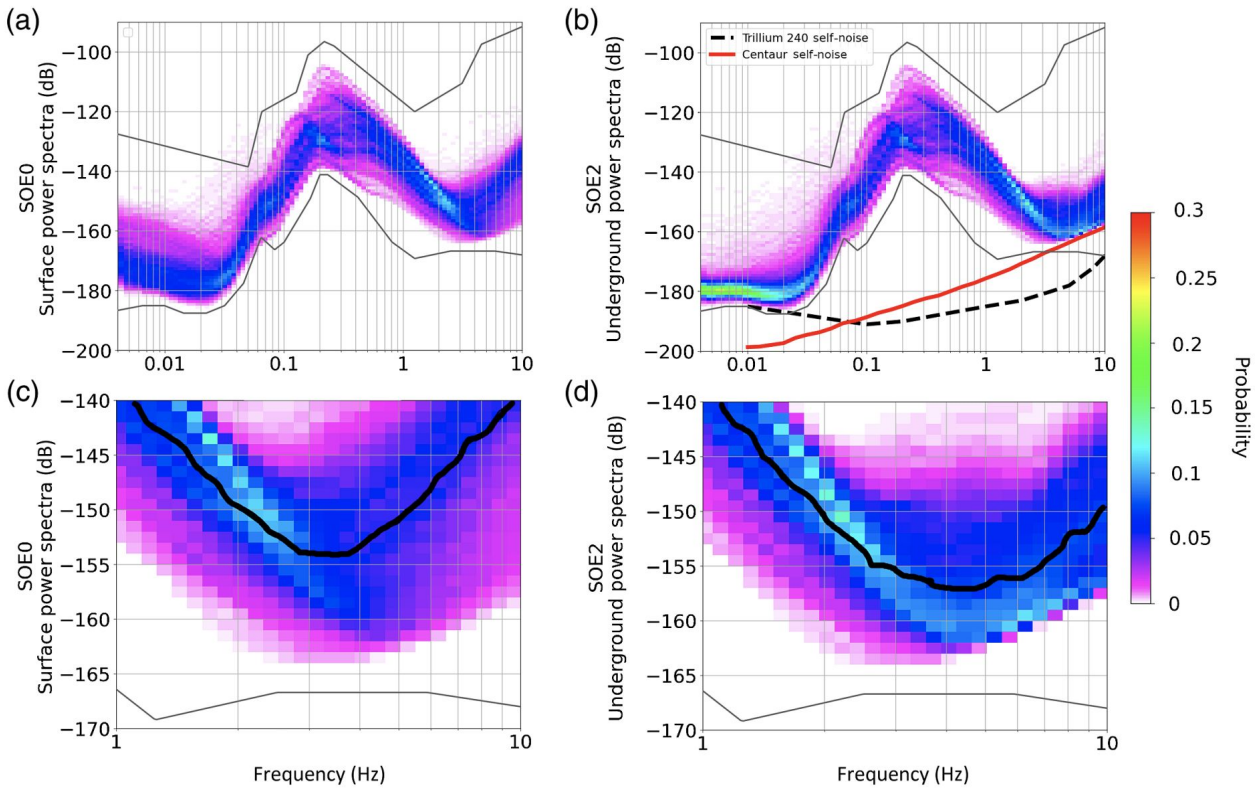 (a)
SOE0
Surface power spectra (dB)
−100
−120
−140
−160
−180
−200
0.01
0.1
1
10
(b)
SOE2
Underground power spectra (dB)
−100
−120
−140
−160
−180
−200
Trillium 240 self-noise
Centaur self-noise
0.01
0.1
1
10
(c)
SOE0
Surface power spectra (dB)
−140
−145
−150
−155
−160
−165
−170
1
10
Frequency (Hz)
(d)
SOE2
Underground power spectra (dB)
−140
−145
−150
−155
−160
−165
−170
1
10
Frequency (Hz)
0.3
0.25
0.2
0.15
0.10
0.05
0
Probability